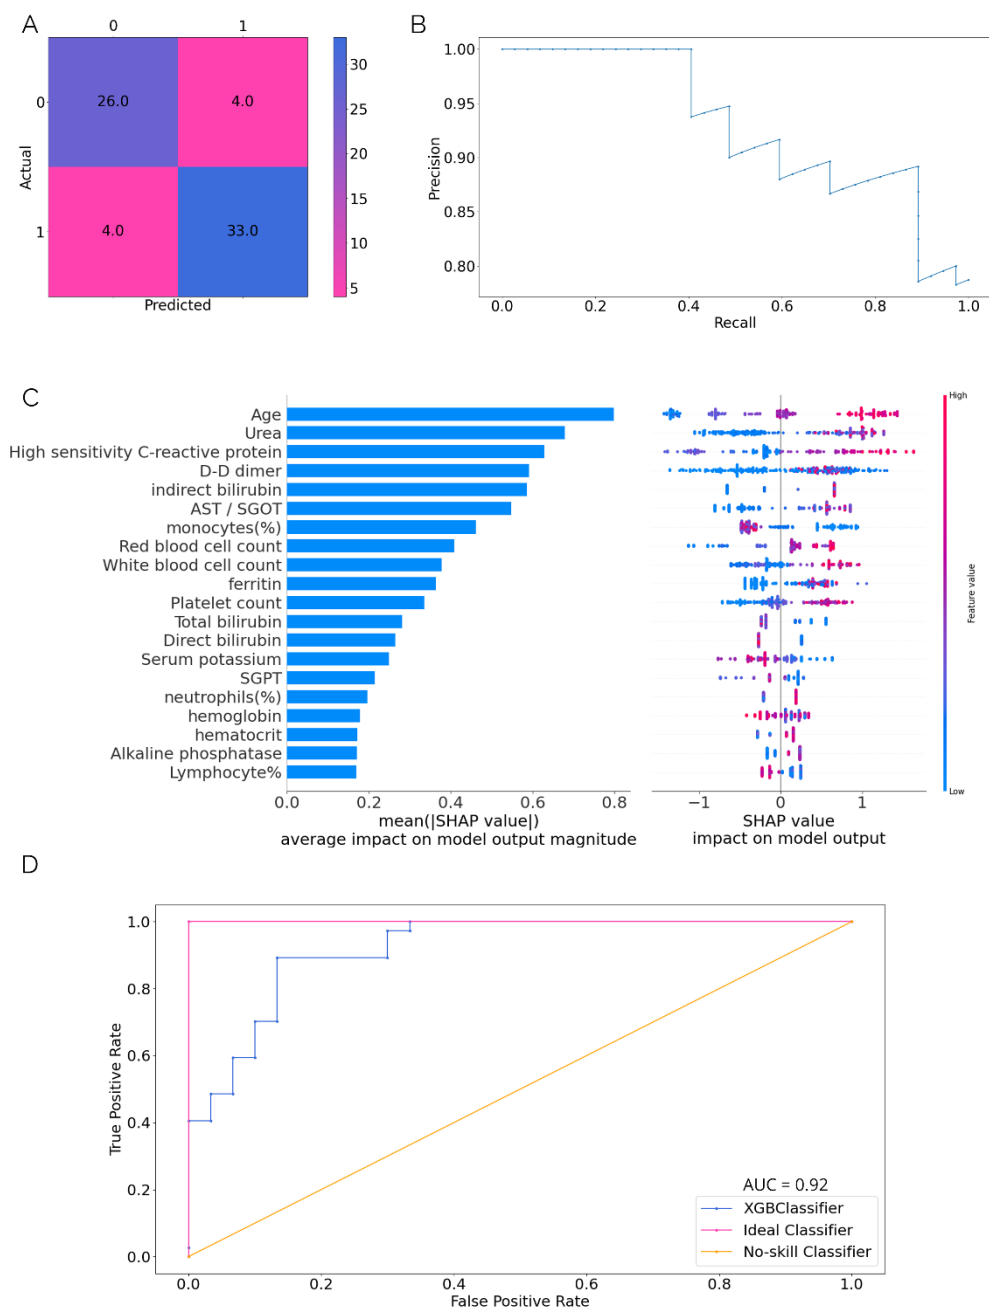 A
0 1
0 26.0 4.0
1 4.0 33.0
Actual
Predicted
30
25
20
15
10
5
B
1.00
0.95
0.90
0.85
0.80
Precision
0.0 0.2 0.4 0.6 0.8 1.0
Recall
C
Age
Urea
High sensitivity C-reactive protein
D-D dimer
indirect bilirubin
AST / SGOT
monocytes(%)
Red blood cell count
White blood cell count
ferritin
Platelet count
Total bilirubin
Direct bilirubin
Serum potassium
SGPT
neutrophils(%)
hemoglobin
hematocrit
Alkaline phosphatase
Lymphocyte%
0.0 0.2 0.4 0.6 0.8
mean(|SHAP value|)
average impact on model output magnitude
−1 0 1
SHAP value
impact on model output
High
Feature value
Low
D
1.0
0.8
0.6
0.4
0.2
0.0
True Positive Rate
0.0 0.2 0.4 0.6 0.8 1.0
False Positive Rate
AUC = 0.92
XGBClassifier
Ideal Classifier
No-skill Classifier